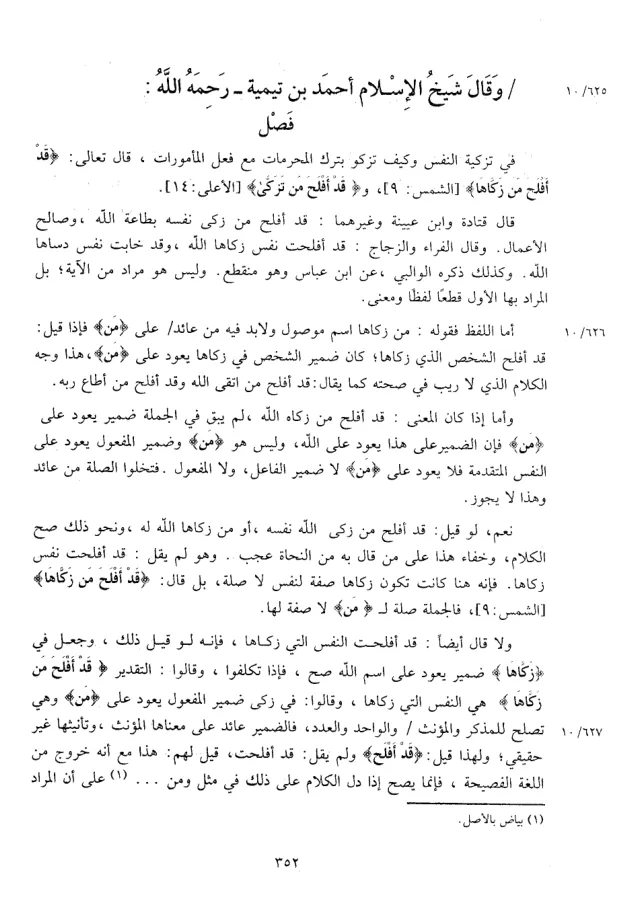 / وَقَالَ شَيخُ الإِسْلام أحمَد بن تيمية ـ رَحِمَهُ اللَّهُ : ١٠/٦٢٥
فَصْل
في تزكية النفس وكيف تزكو بترك المحرمات مع فعل المأمورات ، قال تعالى: ﴿قَدْ
أَفْلَحَ مَن زَكَّاهَا﴾ [الشمس: ٩]، و﴿ قَدْ أَفْلَحَ مَن تَزَكَّىٰ﴾ [الأعلى:١٤].
قال قتادة وابن عيينة وغيرهما : قد أفلح من زكى نفسه بطاعة الله ،وصالح
الأعمال. وقال الفراء والزجاج : قد أفلحت نفس زكاها الله ،وقد خابت نفس دساها
الله. وكذلك ذكره الوالبي ،عن ابن عباس وهو منقطع. وليس هو مراد من الآية؛ بل
المراد بها الأول قطعًا لفظًا ومعنى.
أما اللفظ فقوله : من زكاها اسم موصول ولابد فيه من عائد/ على ﴿مَن﴾ فإذا قيل: ١٠/٦٢٦
قد أفلح الشخص الذي زكاها؛ كان ضمير الشخص في زكاها يعود على ﴿مَن﴾،هذا وجه
الكلام الذي لا ريب في صحته كما يقال:قد أفلح من اتقى الله وقد أفلح من أطاع ربه.
وأما إذا كان المعنى : قد أفلح من زكاه الله ،لم يبق في الجملة ضمير يعود على
﴿مَن﴾ فإن الضميرعلى هذا يعود على الله، وليس هو ﴿مَن﴾ وضمير المفعول يعود على
النفس المتقدمة فلا يعود على ﴿مَن﴾ لا ضمير الفاعل، ولا المفعول .فتخلوا الصلة من عائد
وهذا لا يجوز.
نعم، لو قيل: قد أفلح من زكى الله نفسه ،أو من زكاها الله له ،ونحو ذلك صح
الكلام، وخفاء هذا على من قال به من النحاة عجب . وهو لم يقل : قد أفلحت نفس
زكاها. فإنه هنا كانت تكون زكاها صفة لنفس لا صلة، بل قال: ﴿قَدْ أَفْلَحَ مَن زَكَّاهَا﴾
[الشمس:٩]، فالجملة صلة لـ ﴿ مَن﴾ لا صفة لها.
ولا قال أيضاً : قد أفلحـت النفس التي زكـاها ، فإنـه لـو قيـل ذلك ، وجعـل في
﴿زَكَّاهَا ﴾ ضمير يعود على اسم الله صح ، فإذا تكلفوا ، وقالوا : التقدير ﴿ قَدْ أَفْلَحَ مَن
زَكَّاهَا ﴾ هي النفس التي زكاها ، وقالوا: في زكى ضمير المفعول يعود على ﴿مَن﴾ وهي
تصلح للمذكر والمؤنث / والواحد والعدد، فالضمير عائد على معناها المؤنث ،وتأنيثها غير ١٠/٦٢٧
حقيقي؛ ولهذا قيل:﴿قَدْ أَفْلَحَ﴾ ولم يقل: قد أفلحت، قيل لهم: هذا مع أنه خروج من
اللغة الفصيحة ، فإنما يصح إذا دل الكلام على ذلك في مثل ومن ... (١) على أن المراد
(١) بياض بالأصل.
٣٥٢